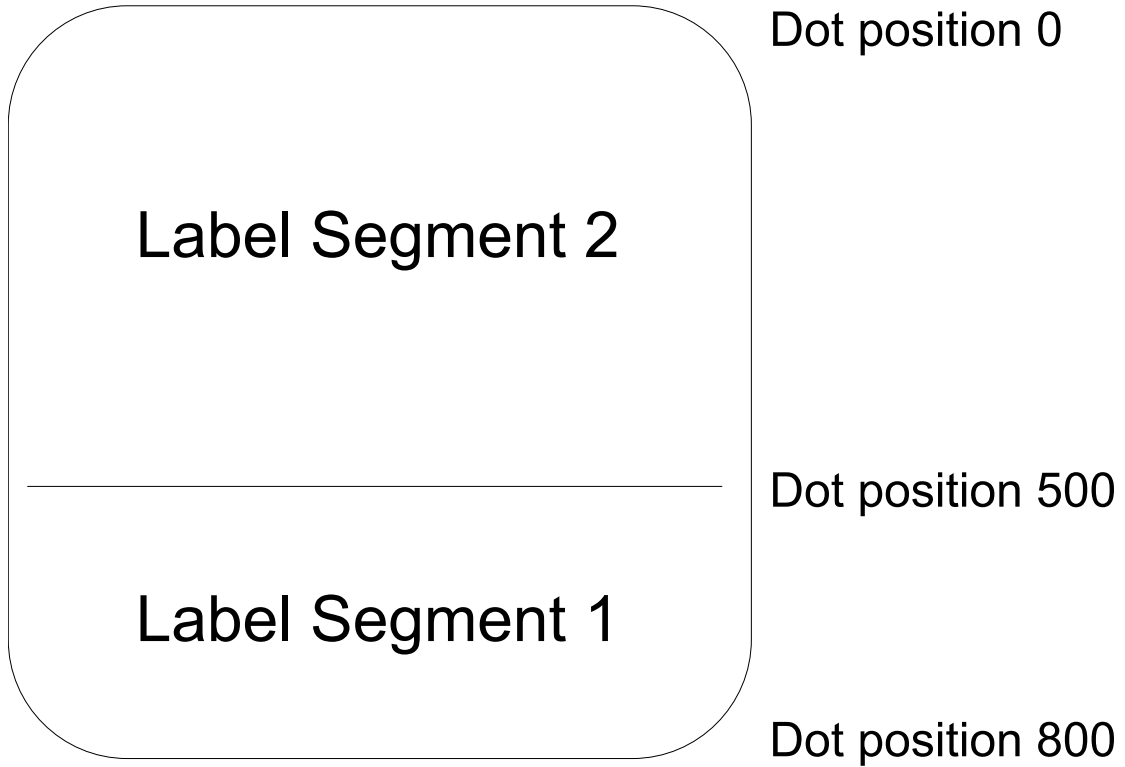 Dot position 0
Label Segment 2
Dot position 500
Label Segment 1
Dot position 800